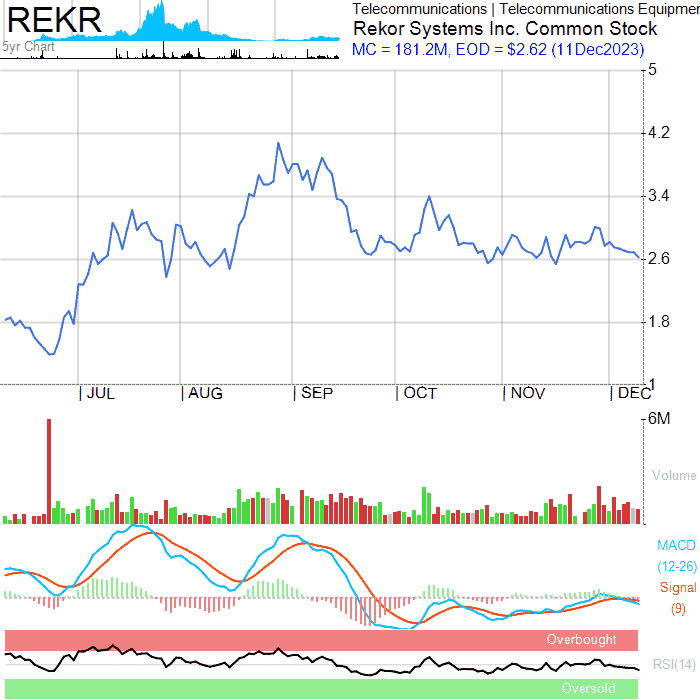 REKR
5yr Chart
Telecommunications | Telecommunications Equipmen
Rekor Systems Inc. Common Stock
MC = 181.2M, EOD = $2.62 (11Dec2023)
5
4.2
3.4
2.6
1.8
1
JUL
AUG
SEP
OCT
NOV
DEC
6M
Volume
MACD
(12-26)
Signal
(9)
Overbought
RSI(14)
Oversold